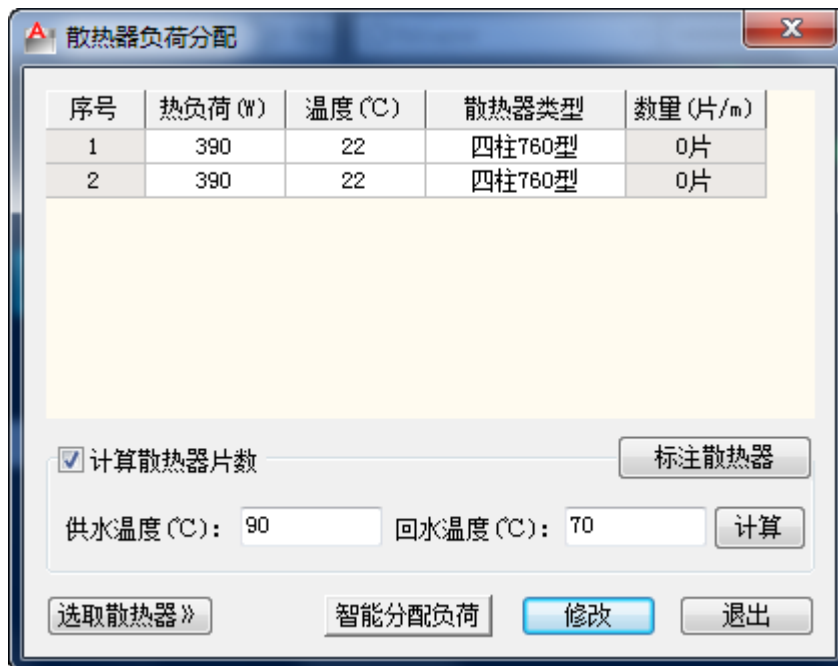 散热器负荷分配
序号 热负荷(W) 温度(℃) 散热器类型 数量(片/m)
1 390 22 四柱760型 0片
2 390 22 四柱760型 0片
计算散热器片数 标注散热器
供水温度(℃): 90 回水温度(℃): 70 计算
选取散热器》 智能分配负荷 修改 退出